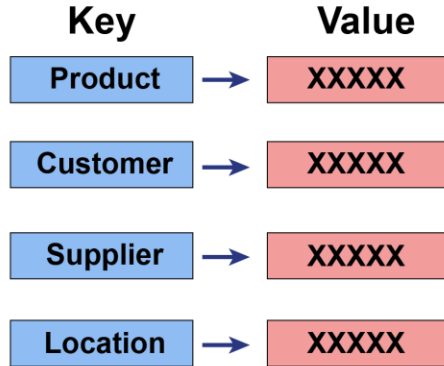 Key Value
Product XXXXX
Customer XXXXX
Supplier XXXXX
Location XXXXX